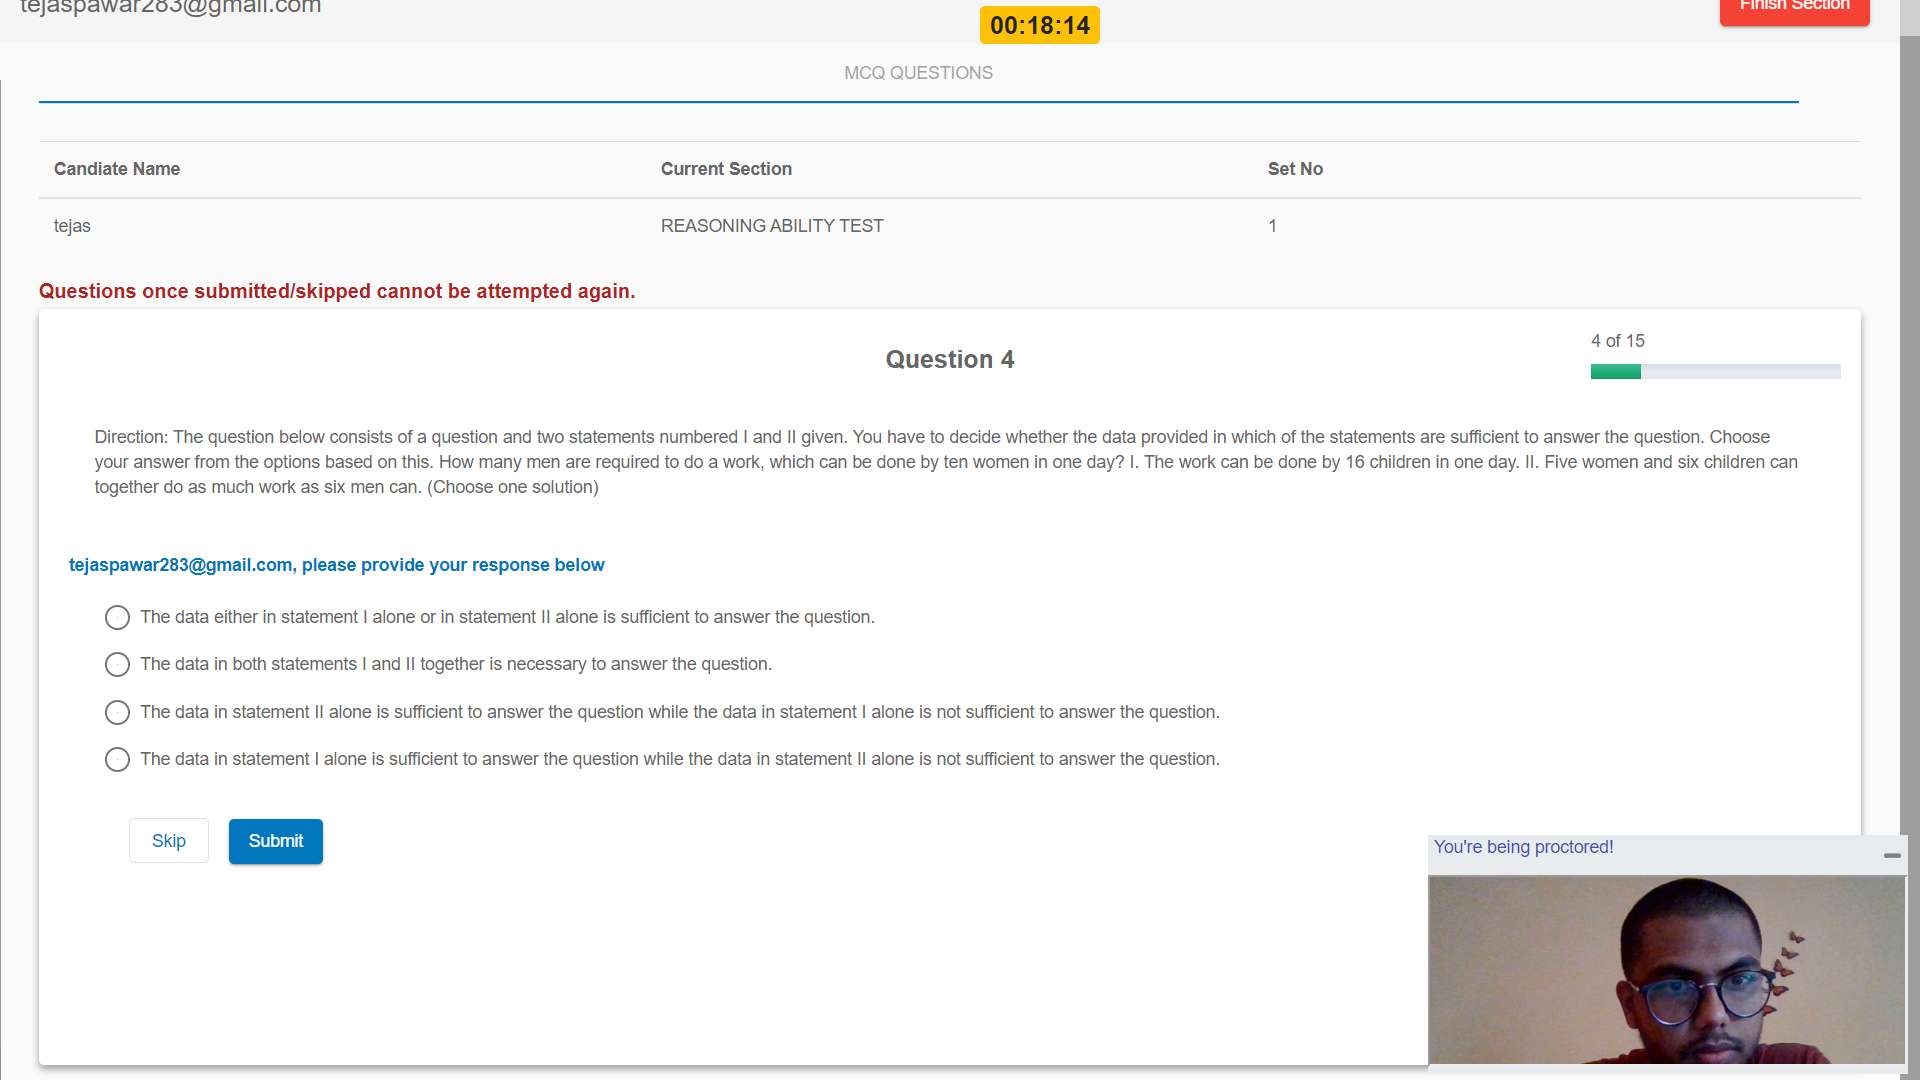 tejaspawar283@gmail.com
Finish Section
00:18:14
MCQ QUESTIONS
Candiate Name Current Section Set No
tejas REASONING ABILITY TEST 1
Questions once submitted/skipped cannot be attempted again.
4 of 15
Question 4
Direction: The question below consists of a question and two statements numbered I and II given. You have to decide whether the data provided in which of the statements are sufficient to answer the question. Choose
your answer from the options based on this. How many men are required to do a work, which can be done by ten women in one day? I. The work can be done by 16 children in one day. II. Five women and six children can
together do as much work as six men can. (Choose one solution)
tejaspawar283@gmail.com, please provide your response below
The data either in statement I alone or in statement II alone is sufficient to answer the question.
The data in both statements I and II together is necessary to answer the question.
The data in statement II alone is sufficient to answer the question while the data in statement I alone is not sufficient to answer the question.
The data in statement I alone is sufficient to answer the question while the data in statement II alone is not sufficient to answer the question.
Skip Submit
You're being proctored!